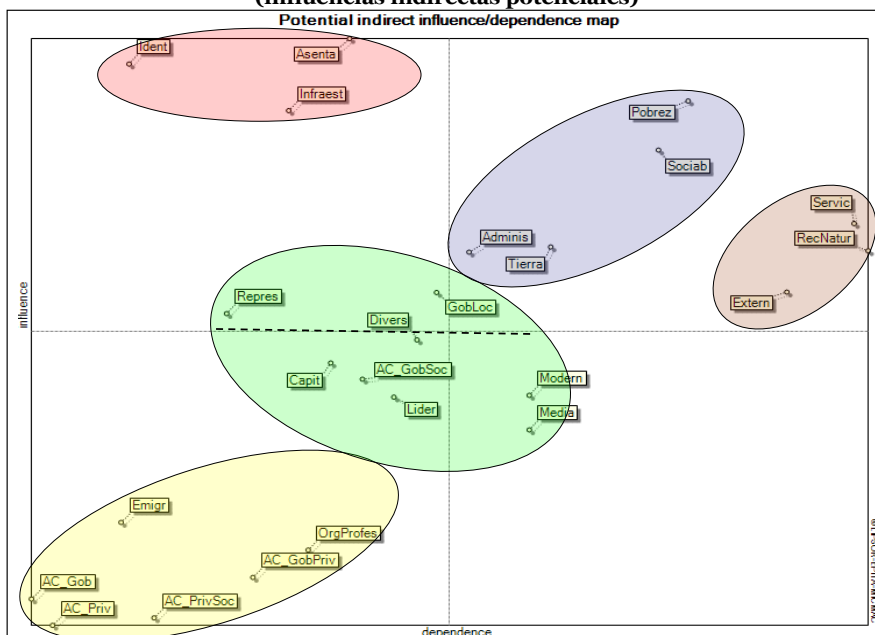 (influencias indirectas potenciales)
Potential indirect influence/dependence map
Ident
Asenta
Infraest
Pobrez
Sociab
Servic
RecNatur
Adminis
Tierra
Extern
Repres
GobLoc
Divers
influence
Capit
AC_GobSoc
Modern
Lider
Media
Emigr
OrgProfes
AC_GobPriv
AC_Gob
AC_Priv
AC_PrivSoc
dependence